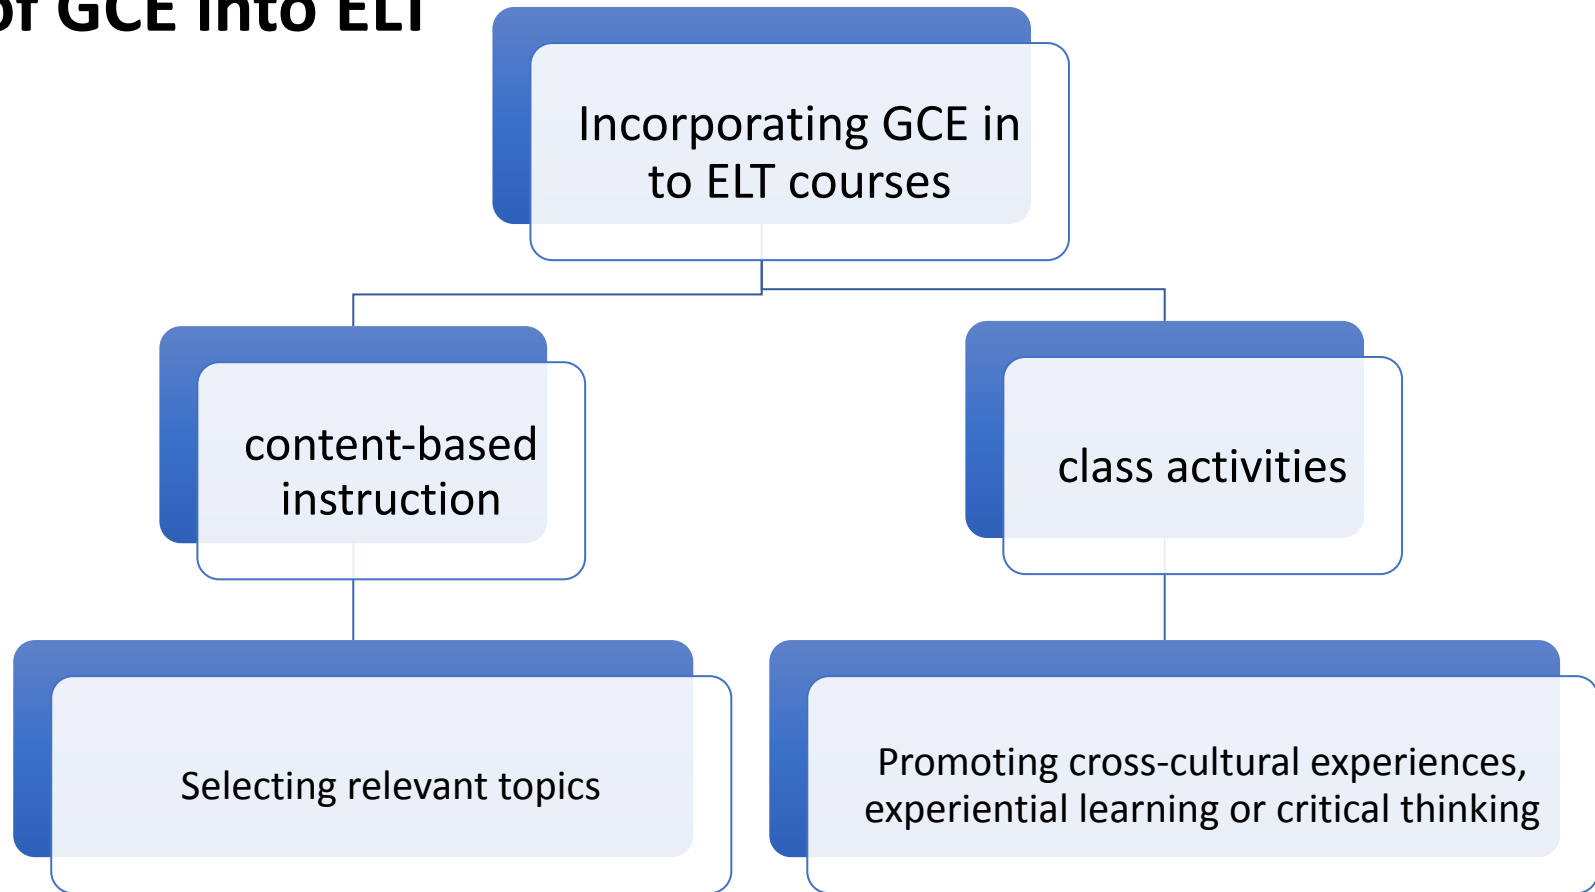 of GCE into ELT
Incorporating GCE in
to ELT courses
content-based
instruction
class activities
Selecting relevant topics
Promoting cross-cultural experiences,
experiential learning or critical thinking